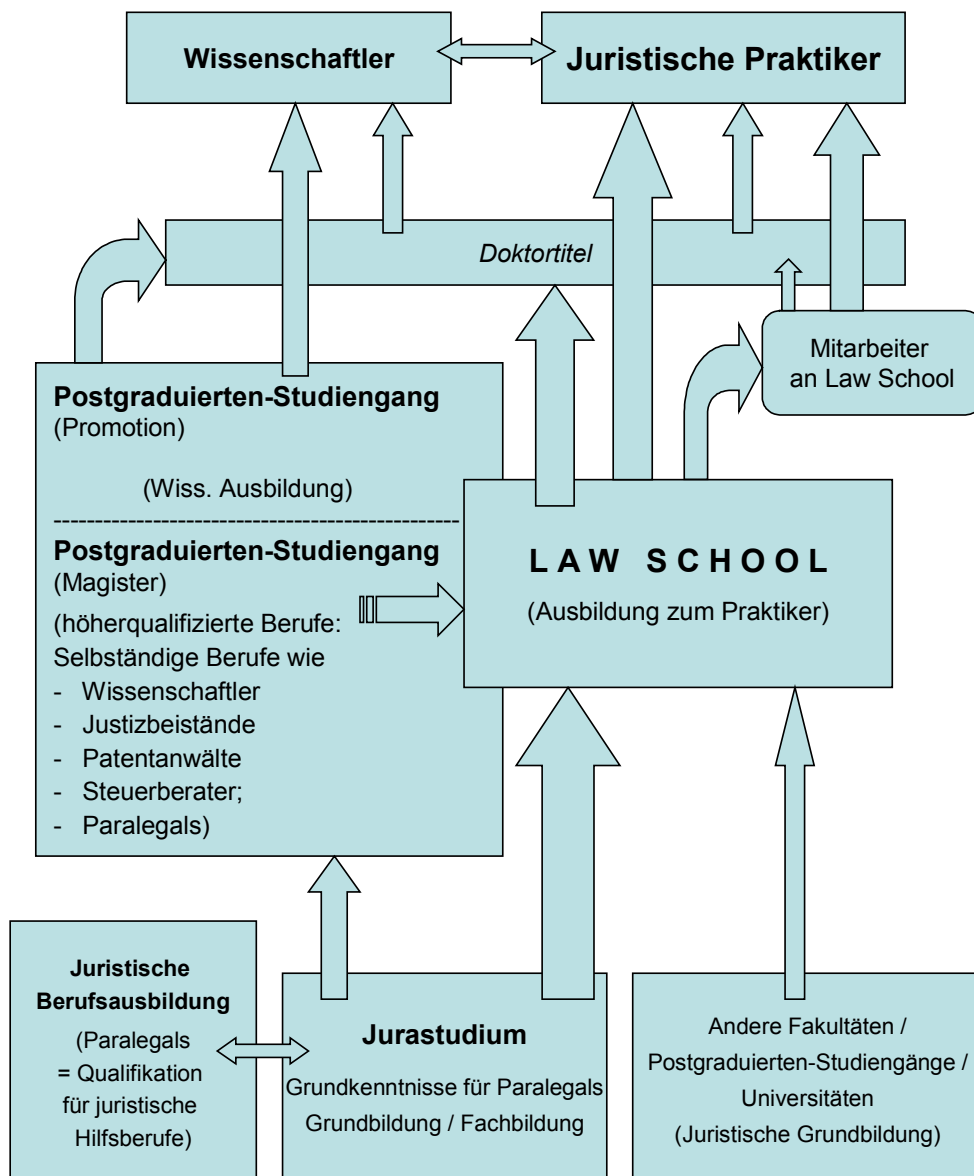 Wissenschaftler
Juristische Praktiker
Doktortitel
Mitarbeiter
an Law School
Postgraduierten-Studiengang
(Promotion)
(Wiss. Ausbildung)
-------------------------------------------------
Postgraduierten-Studiengang
(Magister)
(höherqualifizierte Berufe:
Selbständige Berufe wie
- Wissenschaftler
- Justizbeistände
- Patentanwälte
- Steuerberater;
- Paralegals)
LAW SCHOOL
(Ausbildung zum Praktiker)
Juristische
Berufsausbildung
(Paralegals
= Qualifikation
für juristische
Hilfsberufe)
Jurastudium
Grundkenntnisse für Paralegals
Grundbildung / Fachbildung
Andere Fakultäten /
Postgraduierten-Studiengänge /
Universitäten
(Juristische Grundbildung)